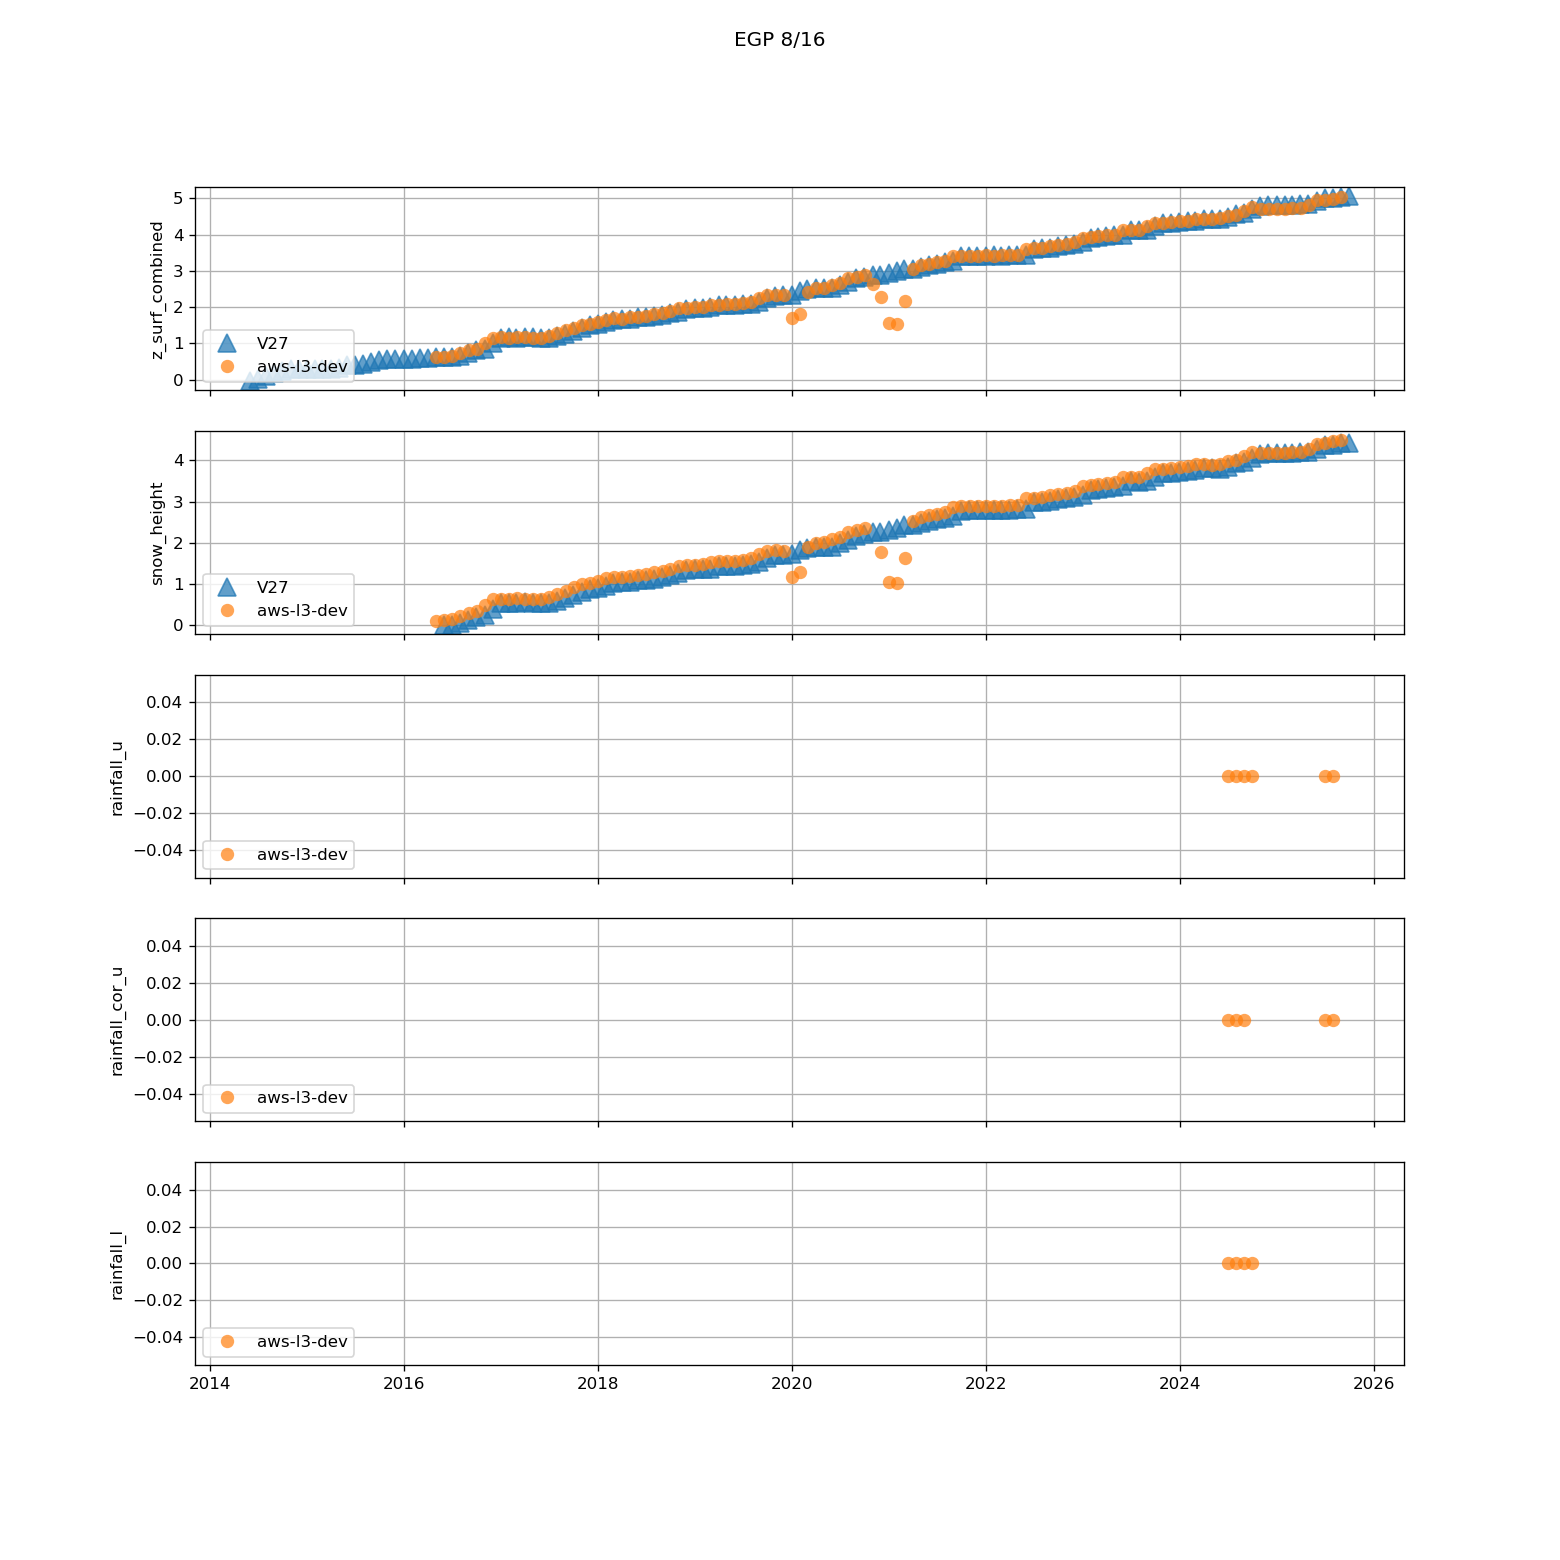 EGP 8/16
z_surf_combined
5
4
3
2
1
0
V27
aws-l3-dev
snow_height
4
3
2
1
0
V27
aws-l3-dev
rainfall_u
0.04
0.02
0.00
−0.02
−0.04
aws-l3-dev
rainfall_cor_u
0.04
0.02
0.00
−0.02
−0.04
aws-l3-dev
rainfall_l
0.04
0.02
0.00
−0.02
−0.04
aws-l3-dev
2014 2016 2018 2020 2022 2024 2026